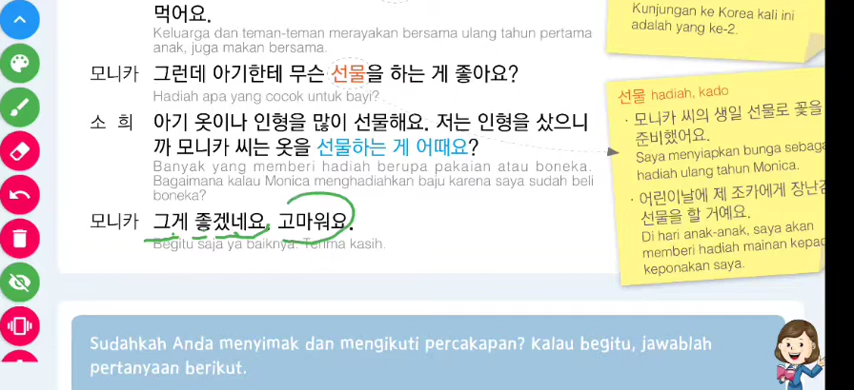 먹어요.
Keluarga dan teman-teman merayakan bersama ulang tahun pertama
anak, juga makan bersama.
모니카 그런데 아기한테 무슨 선물을 하는 게 좋아요?
Hadiah apa yang cocok untuk bayi?
소 희 아기 옷이나 인형을 많이 선물해요. 저는 인형을 샀으니
까 모니카 씨는 옷을 선물하는 게 어때요?
Banyak yang memberi hadiah berupa pakaian atau boneka.
Bagaimana kalau Monica menghadiahkan baju karena saya sudah beli
boneka?
모니카 그게 좋겠네요. 고마워요.
Begitu saja ya baiknya. Terima kasih.
Kunjungan ke Korea kali ini
adalah yang ke-2.
선물 hadiah, kado
· 모니카 씨의 생일 선물로 꽃을
준비했어요.
Saya menyiapkan bunga sebaga
hadiah ulang tahun Monica.
· 어린이날에 제 조카에게 장난감
선물을 할 거예요.
Di hari anak-anak, saya akan
memberi hadiah mainan kepad
keponakan saya.
Sudahkah Anda menyimak dan mengikuti percakapan? Kalau begitu, jawablah
pertanyaan berikut.